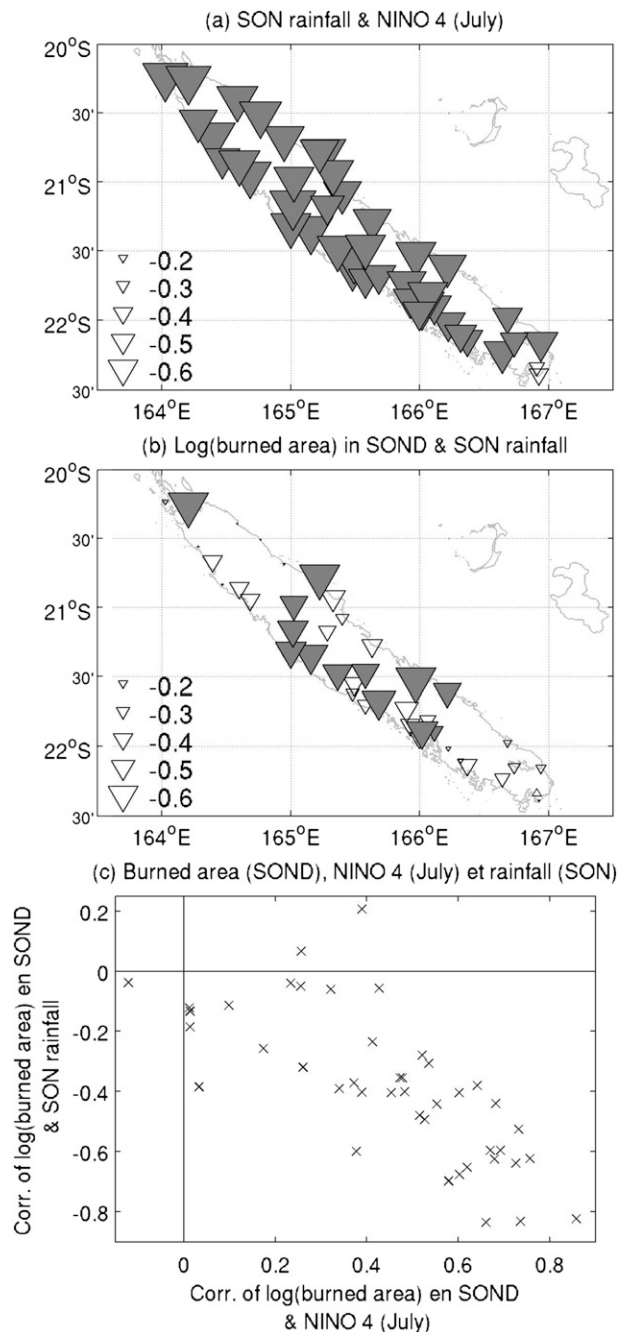 (a) SON rainfall & NINO 4 (July)
20°S
30'
21°S
30'
22°S
30'
-0.2
-0.3
-0.4
-0.5
-0.6
164°E 165°E 166°E 167°E
(b) Log(burned area) in SOND & SON rainfall
20°S
30'
21°S
30'
22°S
30'
-0.2
-0.3
-0.4
-0.5
-0.6
164°E 165°E 166°E 167°E
(c) Burned area (SOND), NINO 4 (July) et rainfall (SON)
Corr. of log(burned area) en SOND
& SON rainfall
0.2
0
-0.2
-0.4
-0.6
-0.8
0 0.2 0.4 0.6 0.8
Corr. of log(burned area) en SOND
& NINO 4 (July)